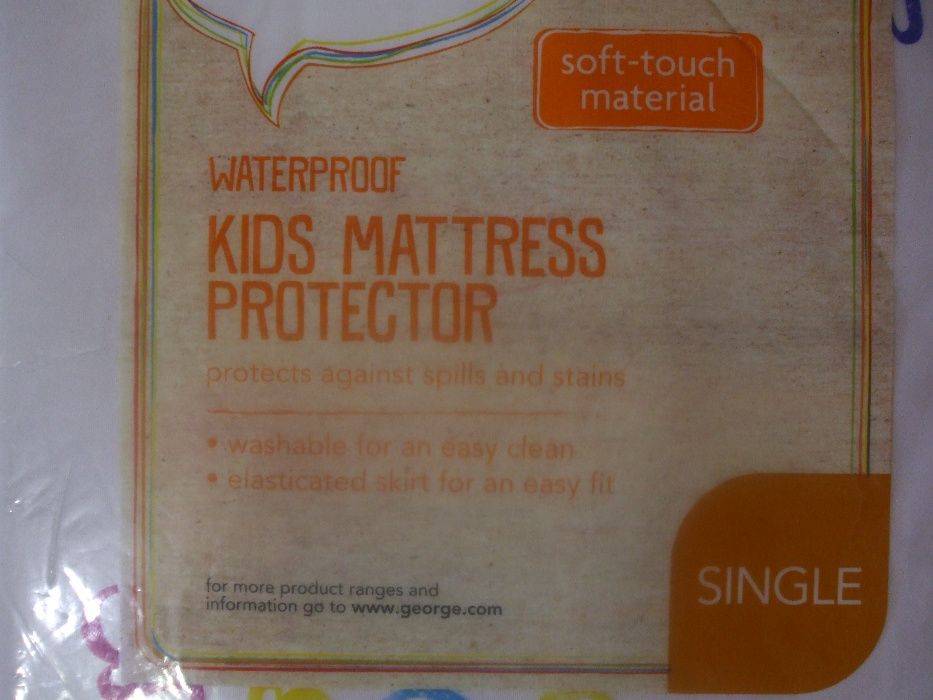 soft-touch
material
WATERPROOF
KIDS MATTRESS
PROTECTOR
protects against spills and stains
• washable for an easy clean
• elasticated skirt for an easy fit
for more product ranges and
information go to www.george.com
SINGLE